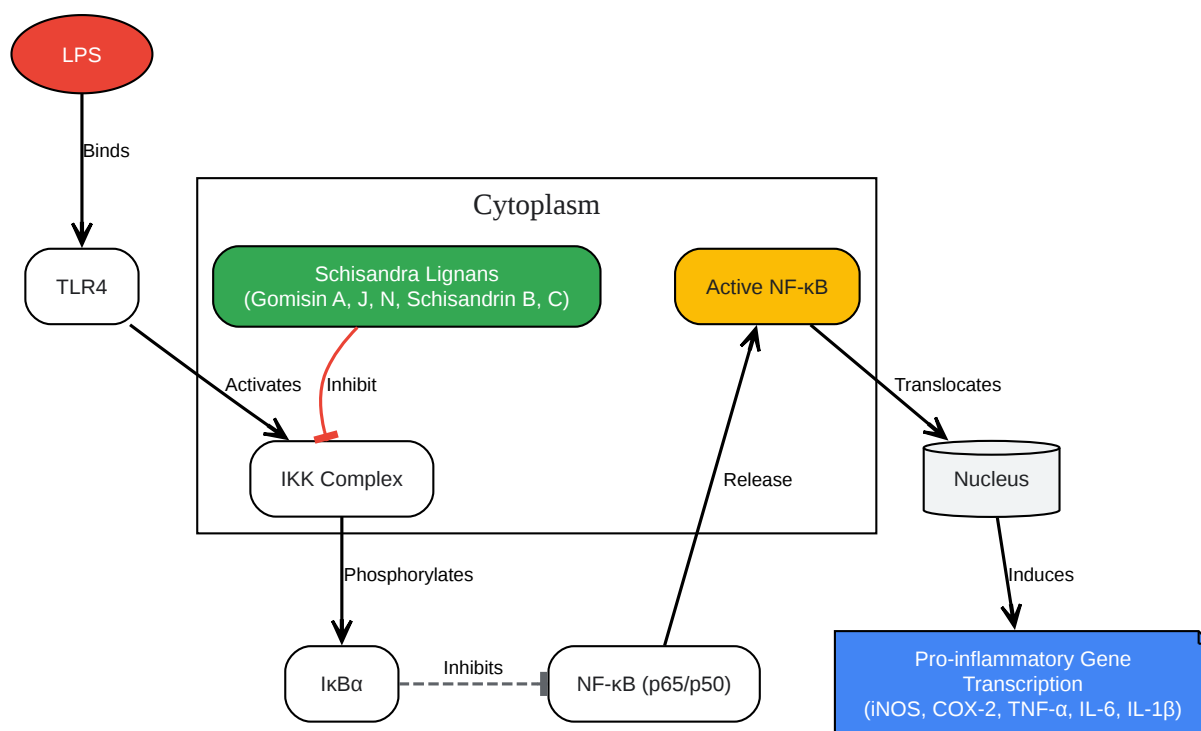 LPS
Binds
Cytoplasm
TLR4
Schisandra Lignans
(Gomisin A, J, N, Schisandrin B, C)
Active NF-κB
Activates
Inhibit
Translocates
IKK Complex
Release
Nucleus
Phosphorylates
Induces
IκBα
Inhibits
NF-κB (p65/p50)
Pro-inflammatory Gene
Transcription
(iNOS, COX-2, TNF-α, IL-6, IL-1β)